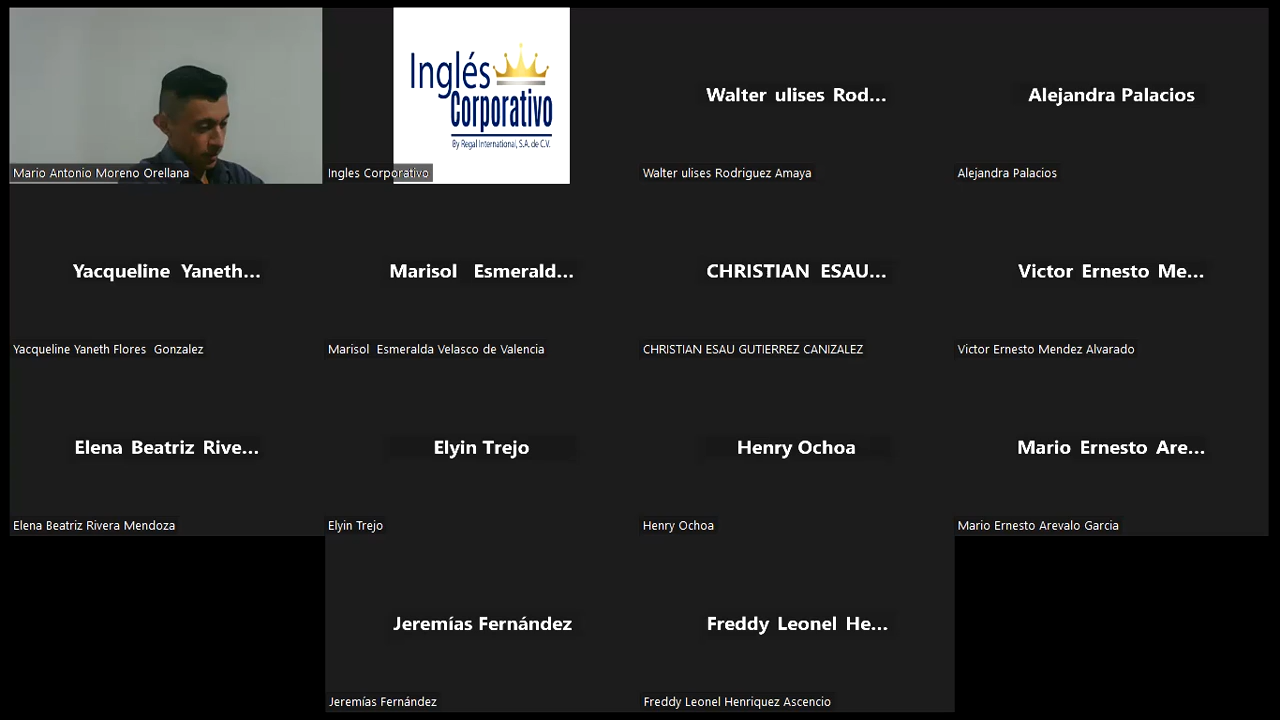 Inglés
Corporativo
By Regal International, S.A. de C.V.
Walter ulises Rod...
Alejandra Palacios
Mario Antonio Moreno Orellana
Ingles Corporativo
Walter ulises Rodriguez Amaya
Alejandra Palacios
Yacqueline Yaneth...
Marisol Esmerald...
CHRISTIAN ESAU...
Victor Ernesto Me...
Yacqueline Yaneth Flores Gonzalez
Marisol Esmeralda Velasco de Valencia
CHRISTIAN ESAU GUTIERREZ CANIZALEZ
Victor Ernesto Mendez Alvarado
Elena Beatriz Rive...
Elyin Trejo
Henry Ochoa
Mario Ernesto Are...
Elena Beatriz Rivera Mendoza
Elyin Trejo
Henry Ochoa
Mario Ernesto Arevalo Garcia
Jeremías Fernández
Freddy Leonel He...
Jeremías Fernández
Freddy Leonel Henriquez Ascencio